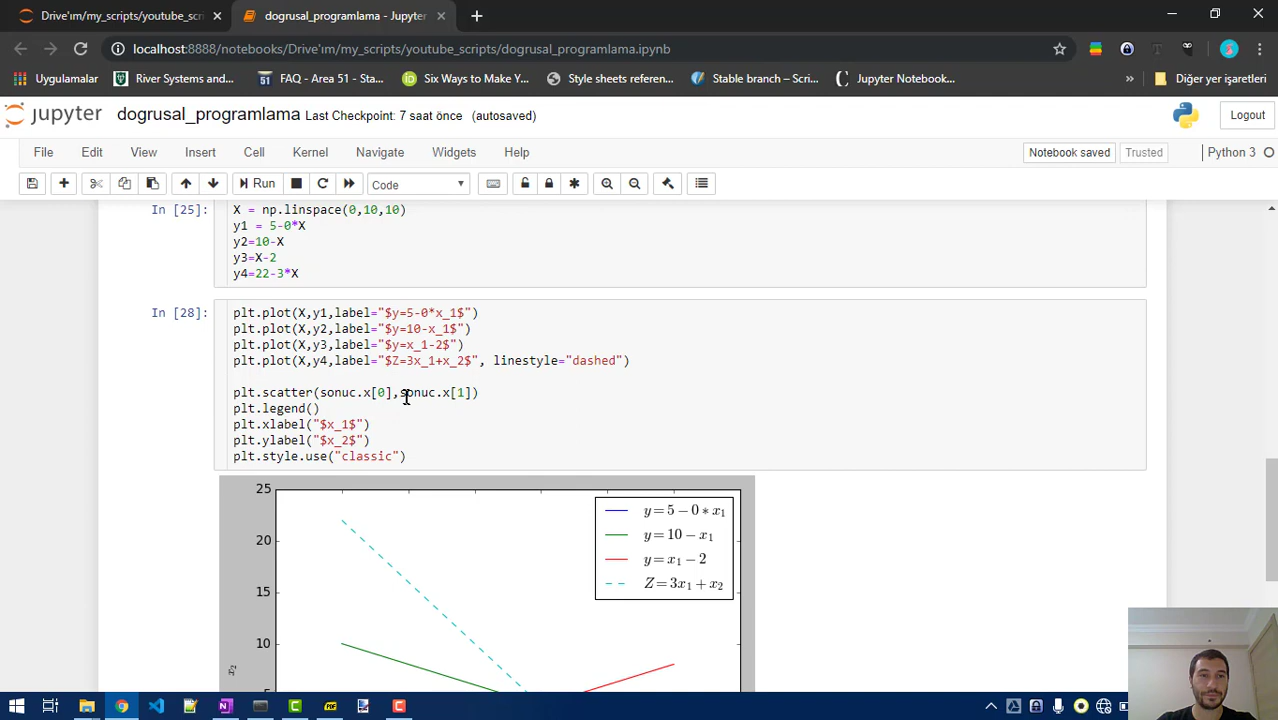 Drive'ım/my_scripts/youtube_scr
dogrusal_programlama - Jupyter
localhost:8888/notebooks/Drive'ım/my_scripts/youtube_scripts/dogrusal_programlama.ipynb
Uygulamalar
River Systems and...
51
FAQ - Area 51 - Sta...
Six Ways to Make Y...
Style sheets referen...
Stable branch — Scri...
Jupyter Notebook...
»
Diğer yer işaretleri
jupyter dogrusal_programlama Last Checkpoint: 7 saat önce (autosaved)
Logout
File Edit View Insert Cell Kernel Navigate Widgets Help
Notebook saved Trusted Python 3
Run Code
In [25]:
X = np.linspace(0,10,10)
y1 = 5-0*X
y2=10-X
y3=X-2
y4=22-3*X
In [28]:
plt.plot(X,y1,label="$y=5-0*x_1$")
plt.plot(X,y2,label="$y=10-x_1$")
plt.plot(X,y3,label="$y=x_1-2$")
plt.plot(X,y4,label="$Z=3x_1+x_2$", linestyle="dashed")
plt.scatter(sonuc.x[0],sonuc.x[1])
plt.legend()
plt.xlabel("$x_1$")
plt.ylabel("$x_2$")
plt.style.use("classic")
25
20
15
10
x₂
y = 5 − 0 ∗ x₁
y = 10 − x₁
y = x₁ − 2
Z = 3x₁ + x₂